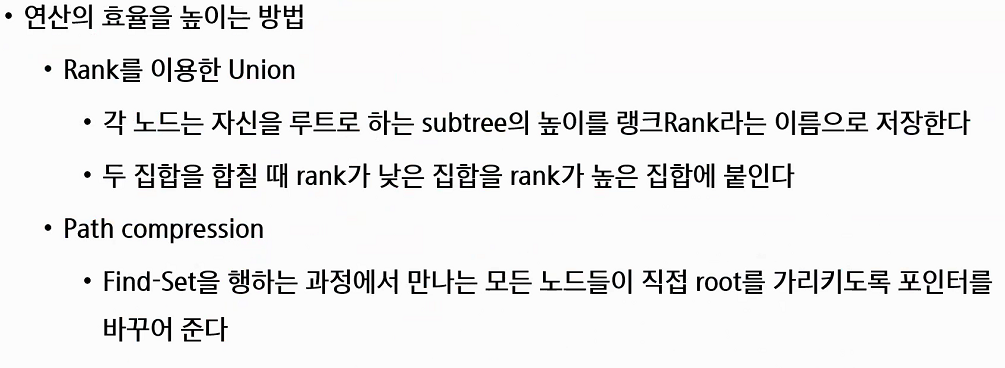 • 연산의 효율을 높이는 방법
• Rank를 이용한 Union
• 각 노드는 자신을 루트로 하는 subtree의 높이를 랭크Rank라는 이름으로 저장한다
• 두 집합을 합칠 때 rank가 낮은 집합을 rank가 높은 집합에 붙인다
• Path compression
• Find-Set을 행하는 과정에서 만나는 모든 노드들이 직접 root를 가리키도록 포인터를
바꾸어 준다